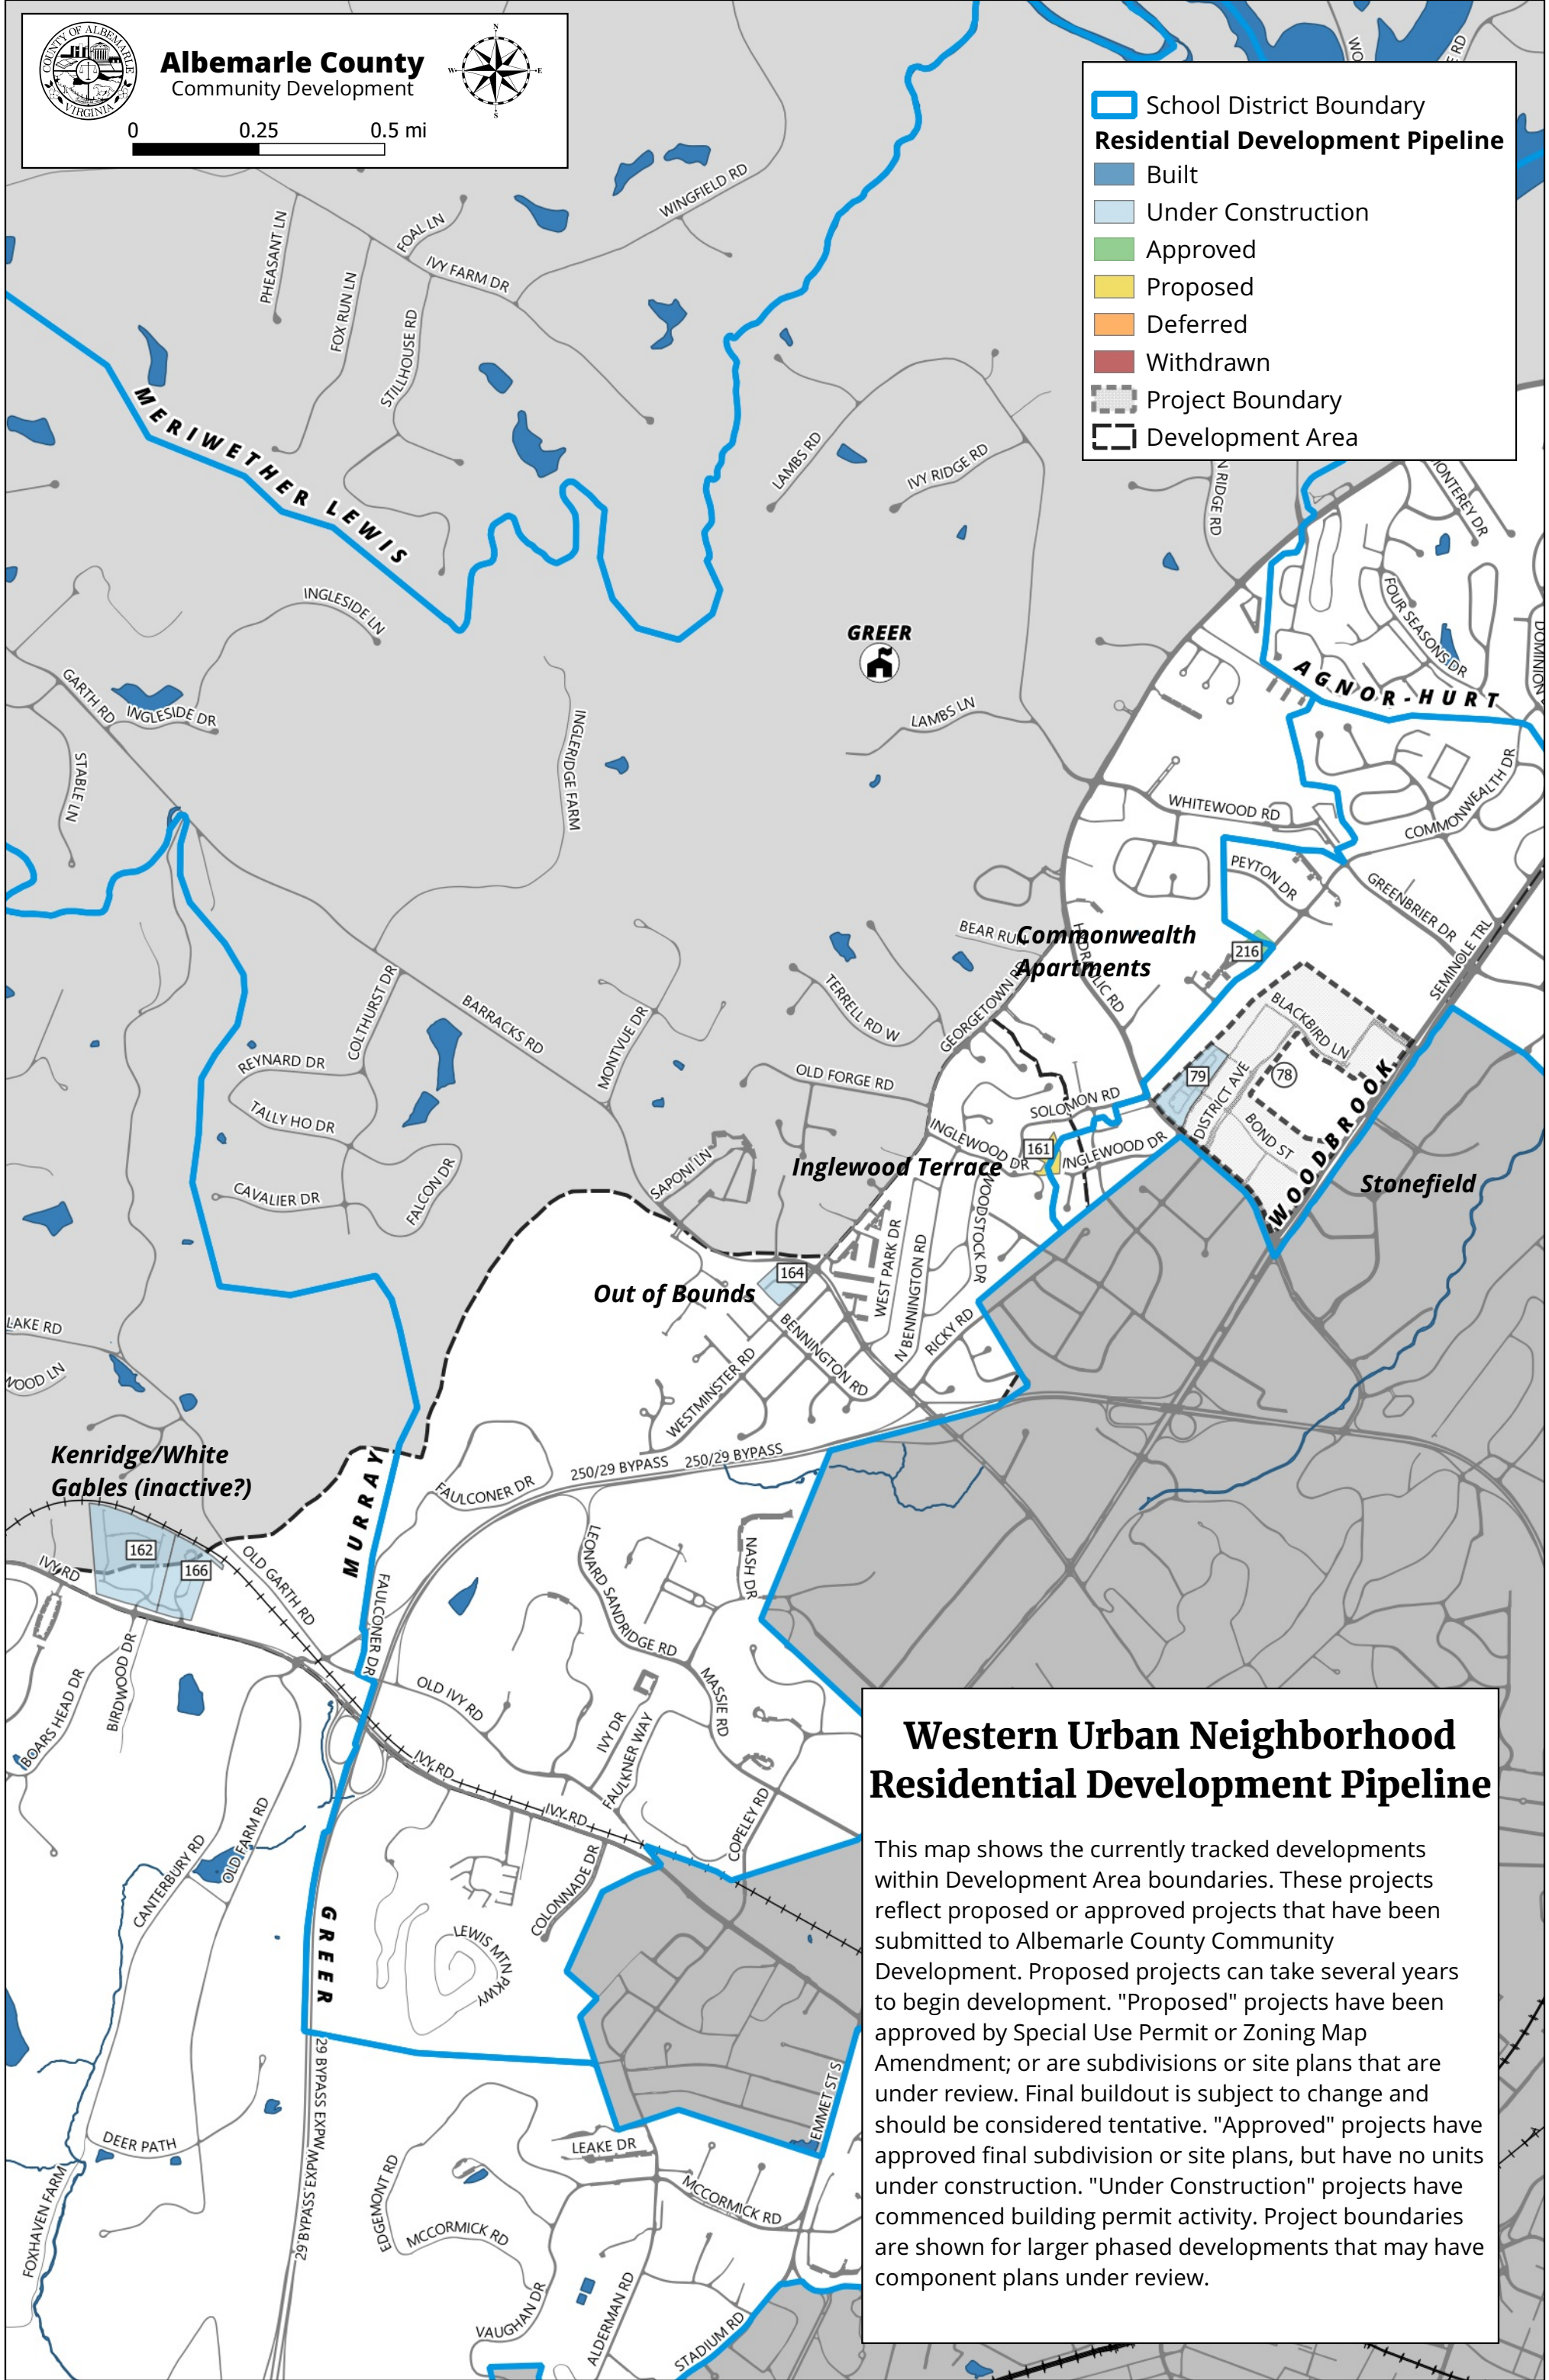 COUNTY OF ALBEMARLE
VIRGINIA
Albemarle County
Community Development
N
W
E
S
0
0.25
0.5 mi
School District Boundary
Residential Development Pipeline
Built
Under Construction
Approved
Proposed
Deferred
Withdrawn
Project Boundary
Development Area
WINGFIELD RD
PHEASANT LN
FOAL LN
IVY FARM DR
FOX RUN LN
STILLHOUSE RD
MERIWETHER LEWIS
LAMBS RD
IVY RIDGE RD
N RIDGE RD
MONTEREY DR
FOUR SEASONS DR
DOMINION
INGLESIDE LN
GREER
AGNOR-HURT
GARTH RD
INGLESIDE DR
LAMBS LN
STABLE LN
INGLERIDGE FARM
WHITEWOOD RD
COMMONWEALTH DR
PEYTON DR
GREENBRIER DR
SEMINOLE TRL
BEAR RUN
Commonwealth
Apartments
216
HYDRAULIC RD
GEORGETOWN RD
TERRELL RD W
COLTHURST DR
BARRACKS RD
MONTVUE DR
BLACKBIRD LN
REYNARD DR
OLD FORGE RD
79
78
DISTRICT AVE
BOND ST
WOODBROOK
TALLY HO DR
SOLOMON RD
INGLEWOOD DR
161
INGLEWOOD DR
Inglewood Terrace
Stonefield
SAPONI LN
CAVALIER DR
FALCON DR
WOODSTOCK DR
WEST PARK DR
N BENNINGTON RD
RICKY RD
164
Out of Bounds
BENNINGTON RD
WESTMINSTER RD
LAKE RD
WOOD LN
Kenridge/White
Gables (inactive?)
MURRAY
250/29 BYPASS
250/29 BYPASS
FAULCONER DR
162
166
IVY RD
OLD GARTH RD
FAULCONER DR
LEONARD SANDRIDGE RD
NASH DR
BIRDWOOD DR
BOARS HEAD DR
OLD IVY RD
MASSIE RD
IVY DR
FAULKNER WAY
IVY RD
IVY RD
COPELEY RD
CANTERBURY RD
OLD FARM RD
COLONNADE DR
GREER
LEWIS MTN PKWY
29 BYPASS EXPW
29 BYPASS EXPW
EMMET ST S
DEER PATH
LEAKE DR
EDGEMONT RD
MCCORMICK RD
MCCORMICK RD
FOXHAVEN FARM
VAUGHAN DR
ALDERMAN RD
STADIUM RD
Western Urban Neighborhood
Residential Development Pipeline
This map shows the currently tracked developments
within Development Area boundaries. These projects
reflect proposed or approved projects that have been
submitted to Albemarle County Community
Development. Proposed projects can take several years
to begin development. "Proposed" projects have been
approved by Special Use Permit or Zoning Map
Amendment; or are subdivisions or site plans that are
under review. Final buildout is subject to change and
should be considered tentative. "Approved" projects have
approved final subdivision or site plans, but have no units
under construction. "Under Construction" projects have
commenced building permit activity. Project boundaries
are shown for larger phased developments that may have
component plans under review.